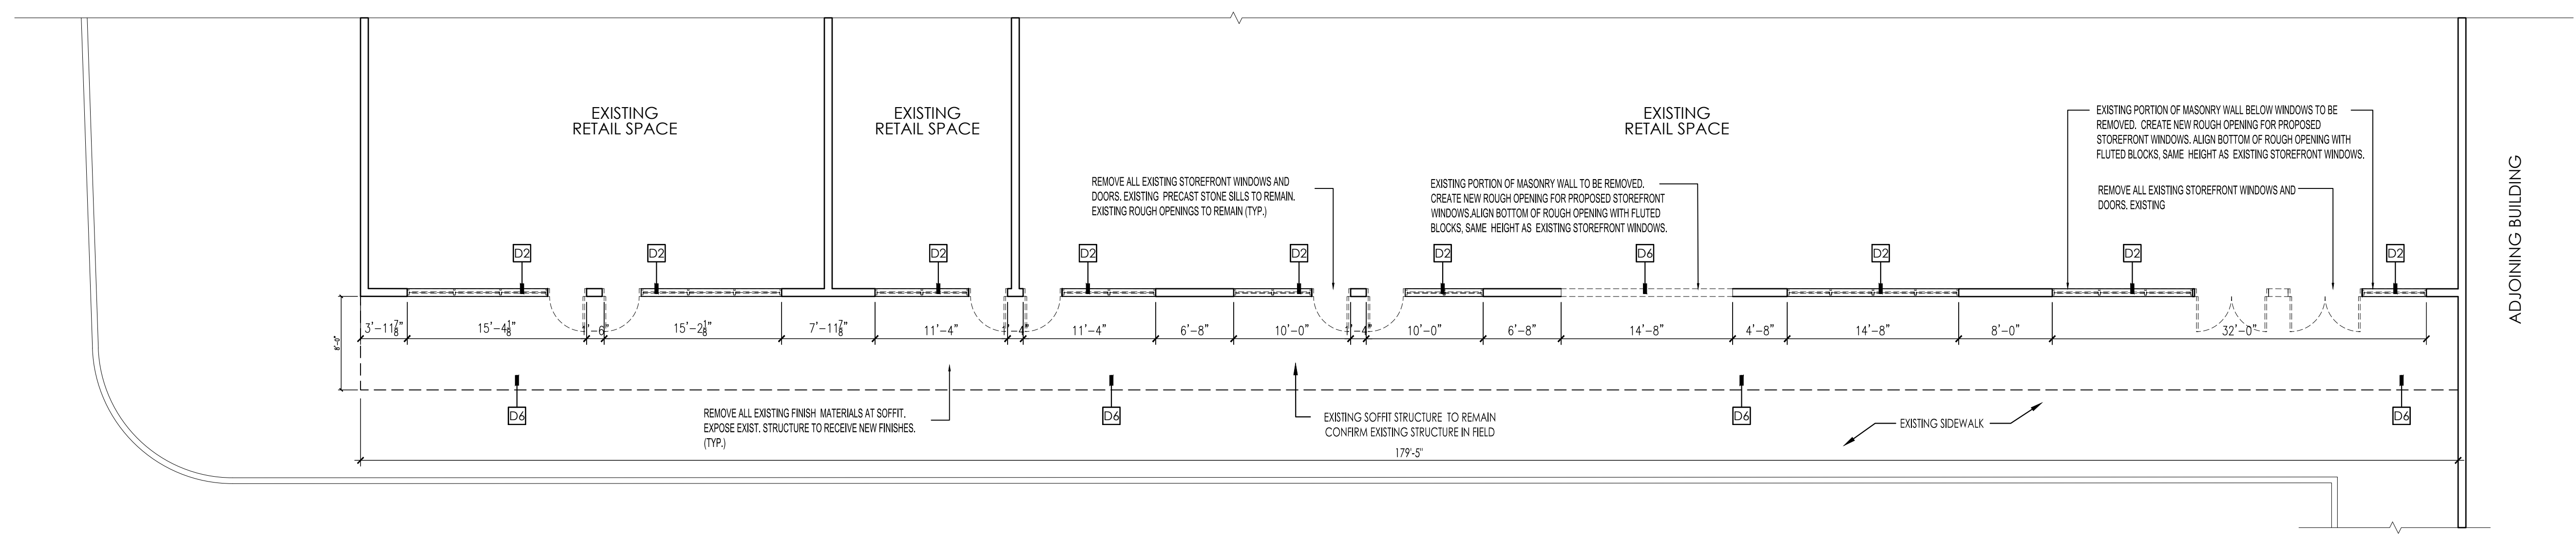 EXISTING
RETAIL SPACE
EXISTING
RETAIL SPACE
EXISTING
RETAIL SPACE
EXISTING PORTION OF MASONRY WALL BELOW WINDOWS TO BE
REMOVED. CREATE NEW ROUGH OPENING FOR PROPOSED
STOREFRONT WINDOWS. ALIGN BOTTOM OF ROUGH OPENING WITH
FLUTED BLOCKS, SAME HEIGHT AS EXISTING STOREFRONT WINDOWS.
REMOVE ALL EXISTING STOREFRONT WINDOWS AND
DOORS. EXISTING PRECAST STONE SILLS TO REMAIN.
EXISTING ROUGH OPENINGS TO REMAIN (TYP.)
EXISTING PORTION OF MASONRY WALL TO BE REMOVED.
CREATE NEW ROUGH OPENING FOR PROPOSED STOREFRONT
WINDOWS.ALIGN BOTTOM OF ROUGH OPENING WITH FLUTED
BLOCKS, SAME HEIGHT AS EXISTING STOREFRONT WINDOWS.
REMOVE ALL EXISTING STOREFRONT WINDOWS AND
DOORS. EXISTING
ADJOINING BUILDING
D2
D2
D2
D2
D2
D2
D6
D2
D2
D2
3'-11 7/8"
15'-4 1/8"
1'-6"
15'-2 1/8"
7'-11 7/8"
11'-4"
1'-4"
11'-4"
6'-8"
10'-0"
1'-4"
10'-0"
6'-8"
14'-8"
4'-8"
14'-8"
8'-0"
32'-0"
8'-0"
D6
D6
D6
D6
REMOVE ALL EXISTING FINISH MATERIALS AT SOFFIT.
EXPOSE EXIST. STRUCTURE TO RECEIVE NEW FINISHES.
(TYP.)
EXISTING SOFFIT STRUCTURE TO REMAIN
CONFIRM EXISTING STRUCTURE IN FIELD
EXISTING SIDEWALK
179'-5"